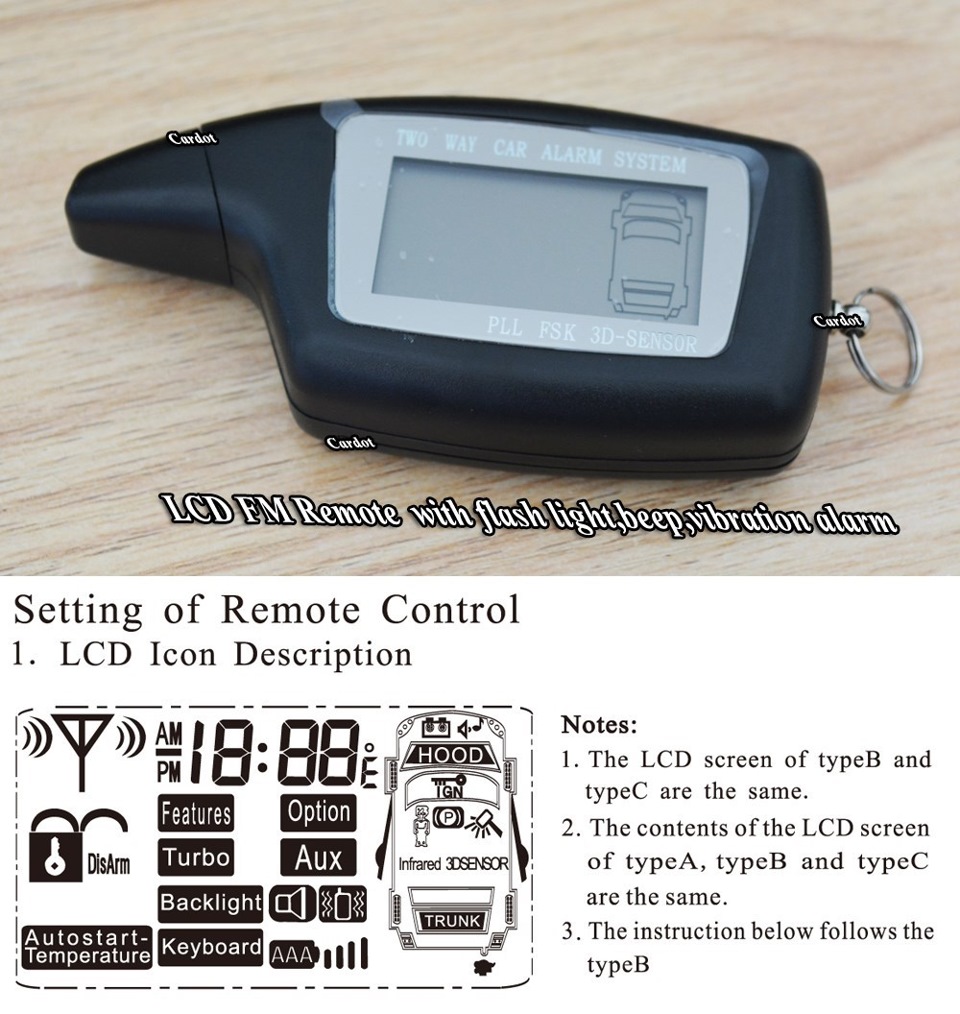 Cardot
TWO WAY CAR ALARM SYSTEM
PLL FSK 3D-SENSOR
Cardot
Cardot
LCD FM Remote with flash light,beep,vibration alarm
Setting of Remote Control
1. LCD Icon Description
AM
PM
18:88
HOOD
IGN
P
Features
Option
DisArm
Turbo
Aux
Infrared 3DSENSOR
Backlight
TRUNK
Autostart-
Temperature
Keyboard
AAA
Notes:
1. The LCD screen of typeB and
typeC are the same.
2. The contents of the LCD screen
of typeA, typeB and typeC
are the same.
3. The instruction below follows the
typeB